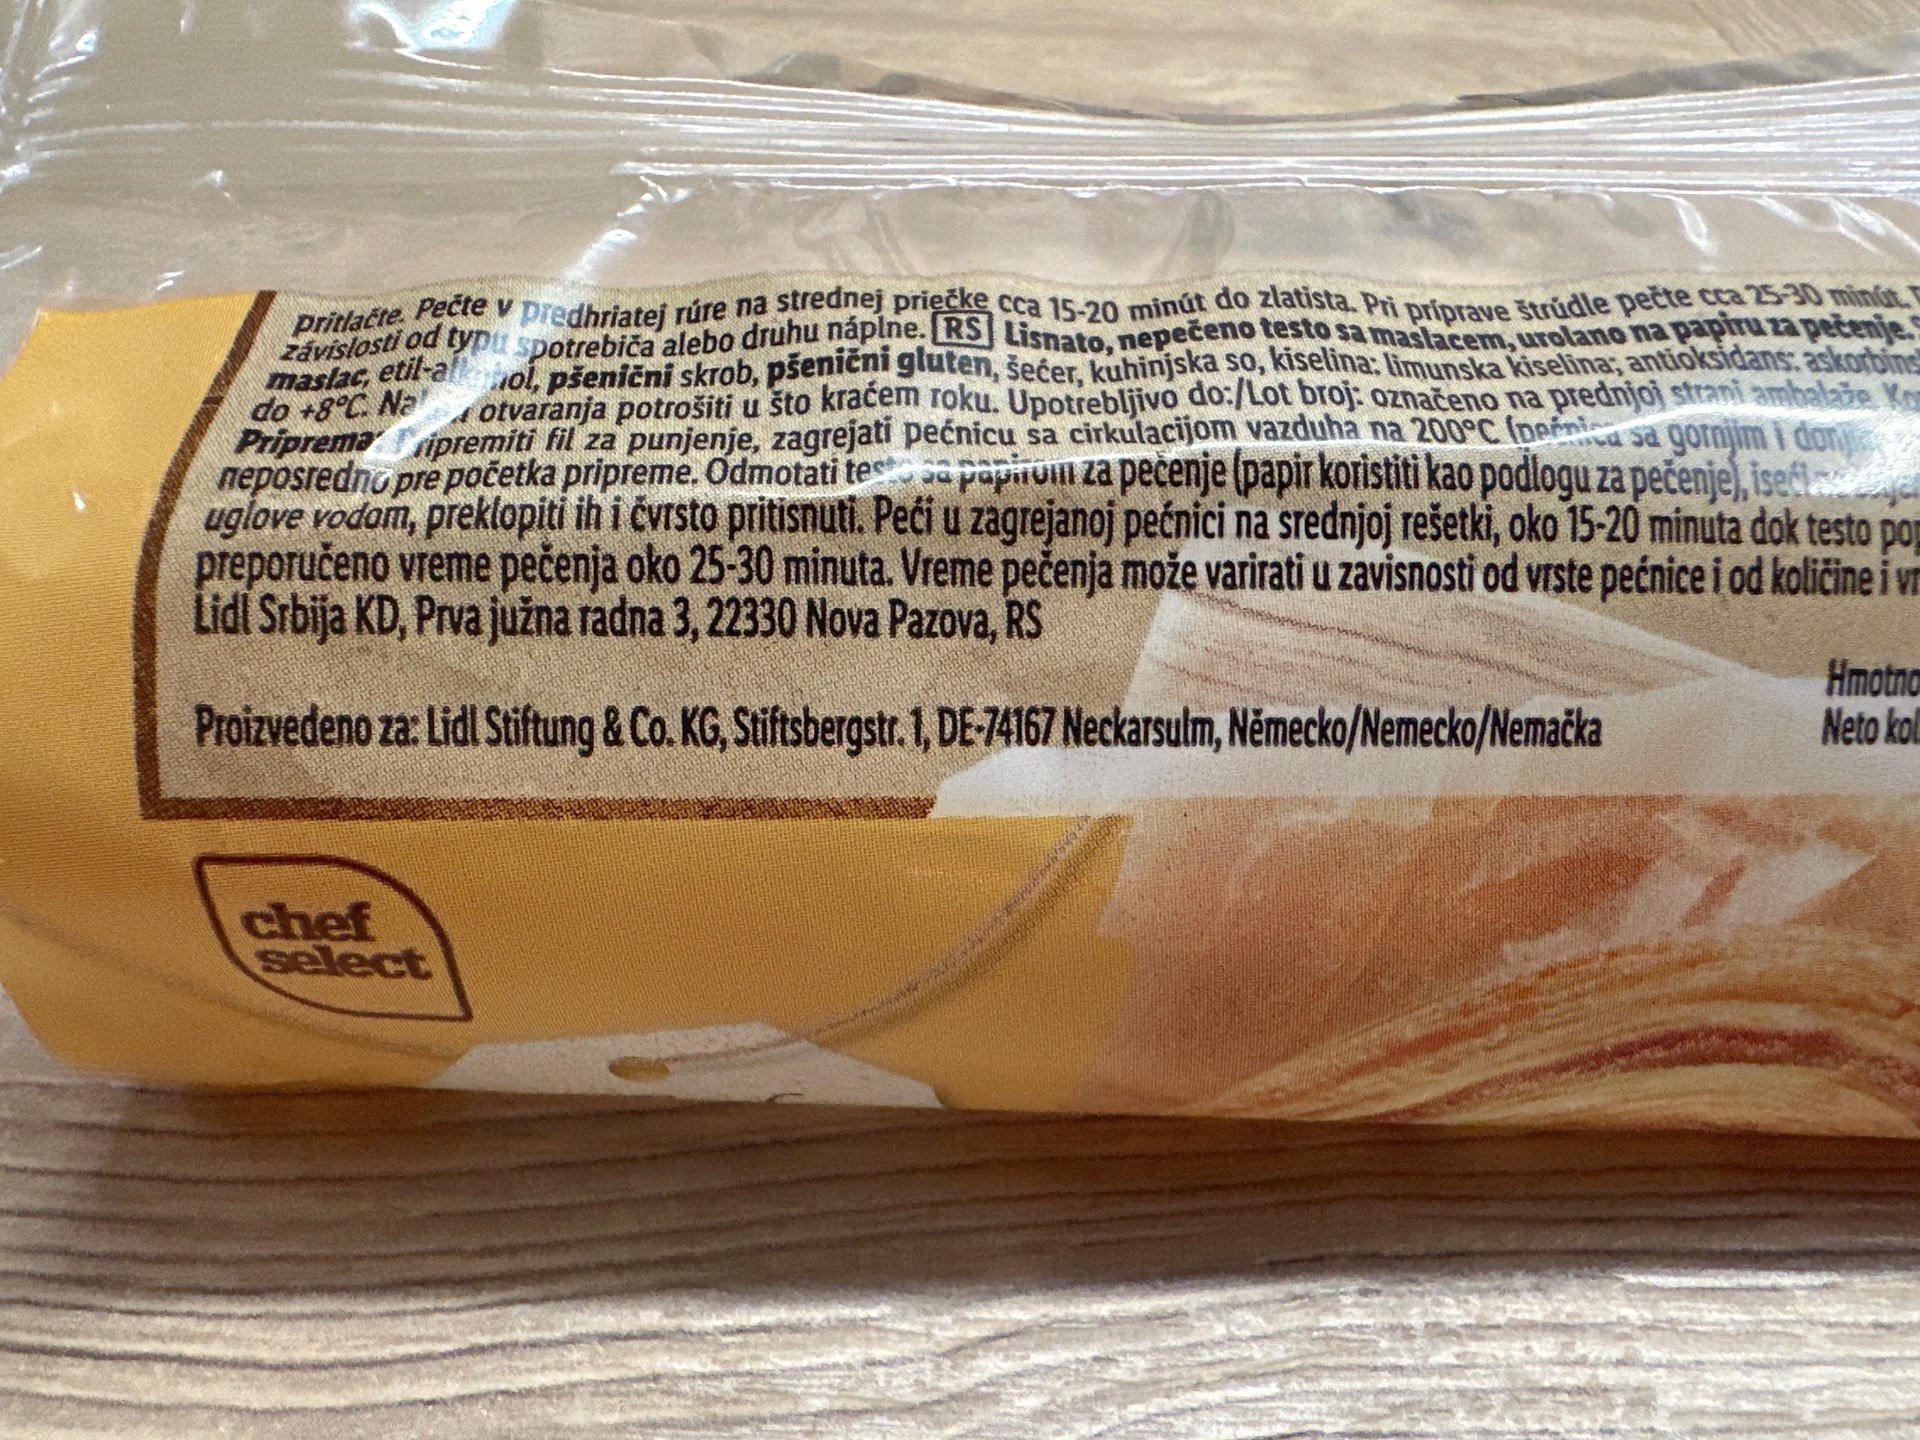 pritlačte. Pečte v predhriatej rúre na strednej priečke cca 15-20 minút do zlatista. Pri príprave štrúdle pečte cca 25-30 minút.
závislosti od typu spotrebiča alebo druhu náplne. RS Lisnato, nepečeno testo sa maslacem, urolano na papiru za pečenje.
maslac, pšenični skrob, pšenični gluten, šećer, kuhinjska so, kiselina: limunska kiselina; antioksidans:
do +8°C. otvaranja potrošiti u što kraćem roku. Upotrebljivo do:/Lot broj: označeno na prednjoj strani ambalaže.
Priprema: Pripremiti fil za punjenje, zagrejati pećnicu sa cirkulacijom vazduha na 200°C (pećnica sa gornjim i
neposredno pre početka pripreme. Odmotati testo sa papirom za pečenje (papir koristiti kao podlogu za pečenje),
uglove vodom, preklopiti ih i čvrsto pritisnuti. Peći u zagrejanoj pećnici na srednjoj rešetki, oko 15-20 minuta dok testo
preporučeno vreme pečenja oko 25-30 minuta. Vreme pečenja može varirati u zavisnosti od vrste pećnice i od količine i
Lidl Srbija KD, Prva južna radna 3, 22330 Nova Pazova, RS
Hmotno
Proizvedeno za: Lidl Stiftung & Co. KG, Stiftsbergstr. 1, DE-74167 Neckarsulm, Německo/Nemecko/Nemačka
Neto kol
chef
select